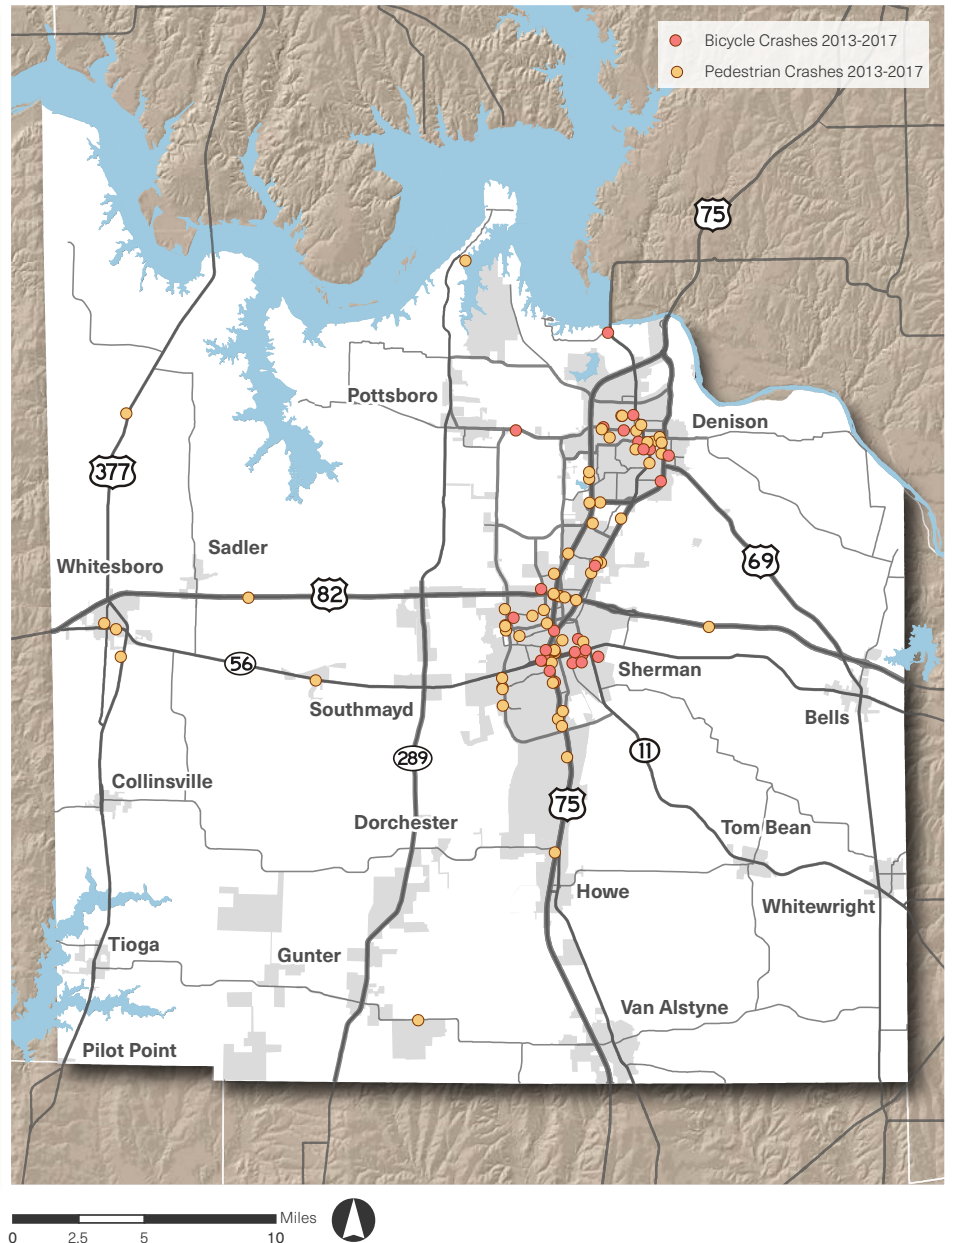 Bicycle Crashes 2013-2017
Pedestrian Crashes 2013-2017
75
Pottsboro
Denison
377
Sadler
Whitesboro
69
82
56
Sherman
Southmayd
Bells
11
289
Collinsville
75
Dorchester
Tom Bean
Howe
Whitewright
Tioga
Gunter
Van Alstyne
Pilot Point
Miles
0 2.5 5 10